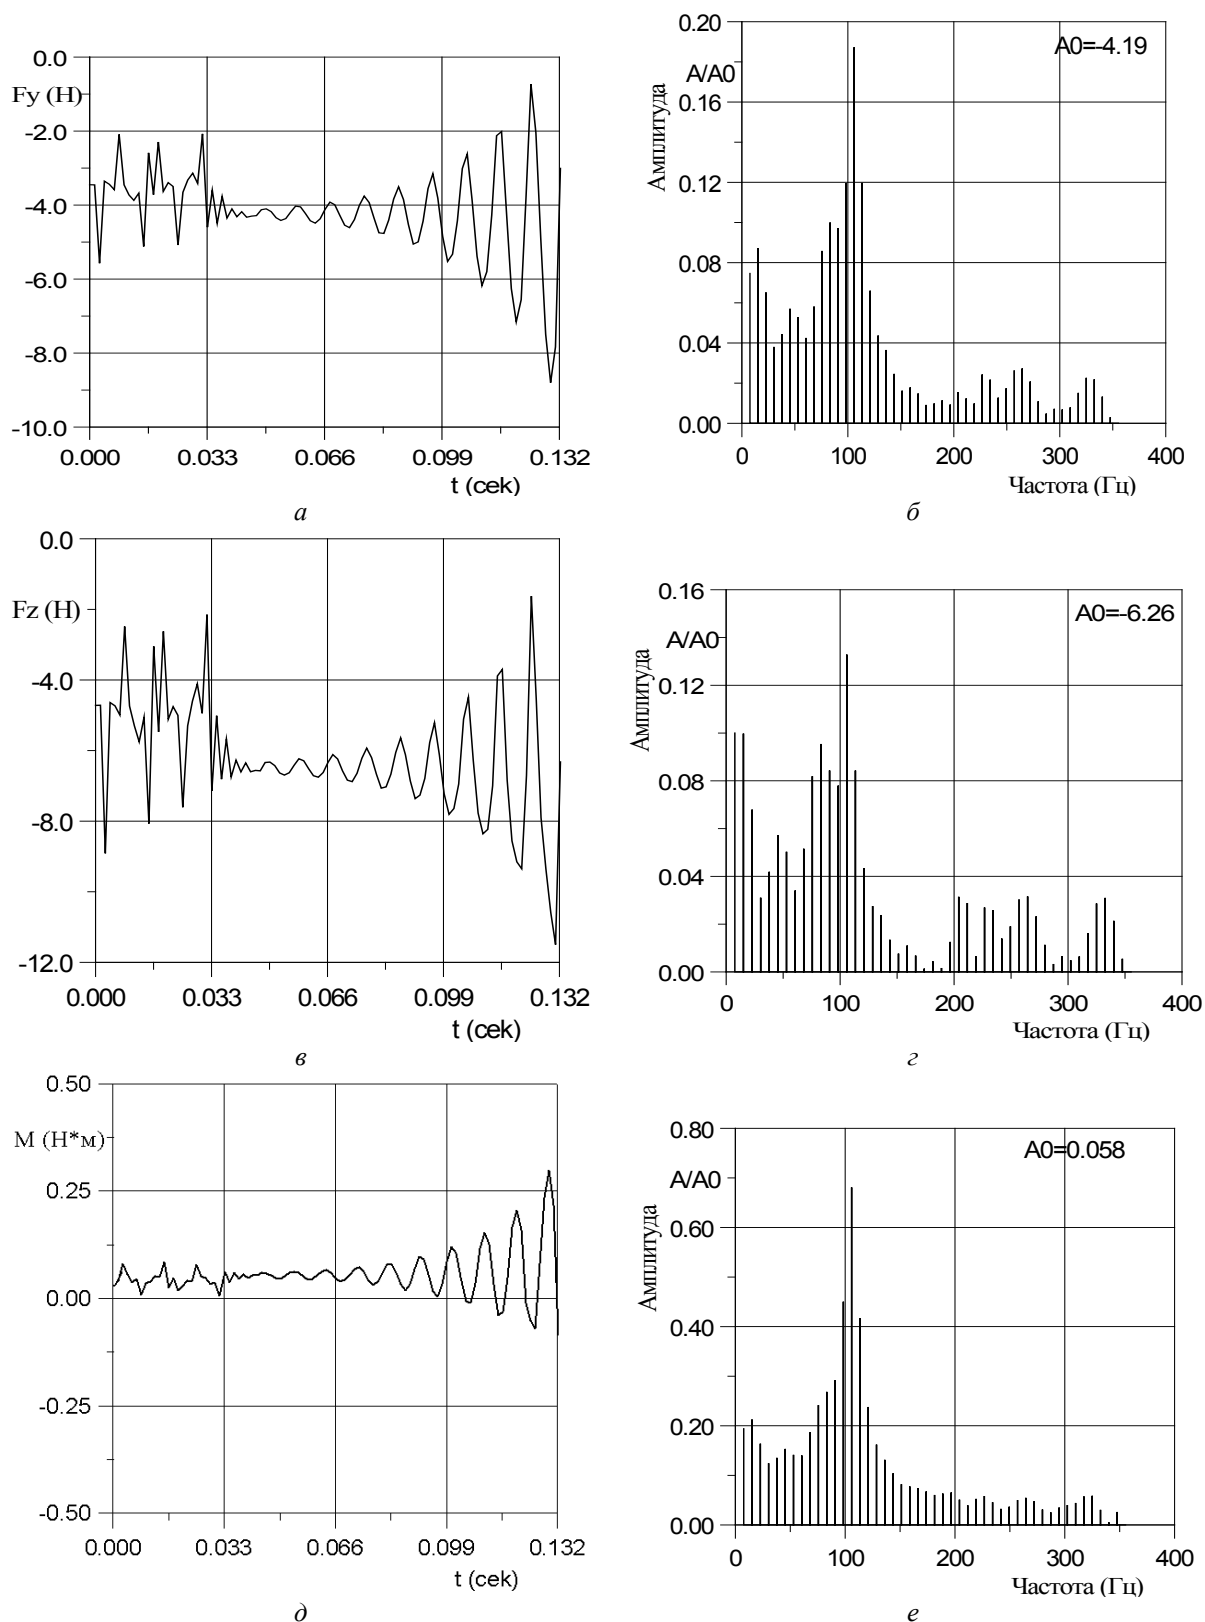 0.0
Fy (Н)
-2.0
-4.0
-6.0
-8.0
-10.0
0.000 0.033 0.066 0.099 0.132
t (cek)
а
0.20
A0=-4.19
A/A0
Амплитуда
0.16
0.12
0.08
0.04
0.00
0 100 200 300 400
Частота (Гц)
б
0.0
Fz (Н)
-4.0
-8.0
-12.0
0.000 0.033 0.066 0.099 0.132
t (cek)
в
0.16
A0=-6.26
A/A0
Амплитуда
0.12
0.08
0.04
0.00
0 100 200 300 400
Частота (Гц)
г
0.50
М (Н*м)
0.25
0.00
-0.25
-0.50
0.000 0.033 0.066 0.099 0.132
t (cek)
д
0.80
A0=0.058
A/A0
Амплитуда
0.60
0.40
0.20
0.00
0 100 200 300 400
Частота (Гц)
е